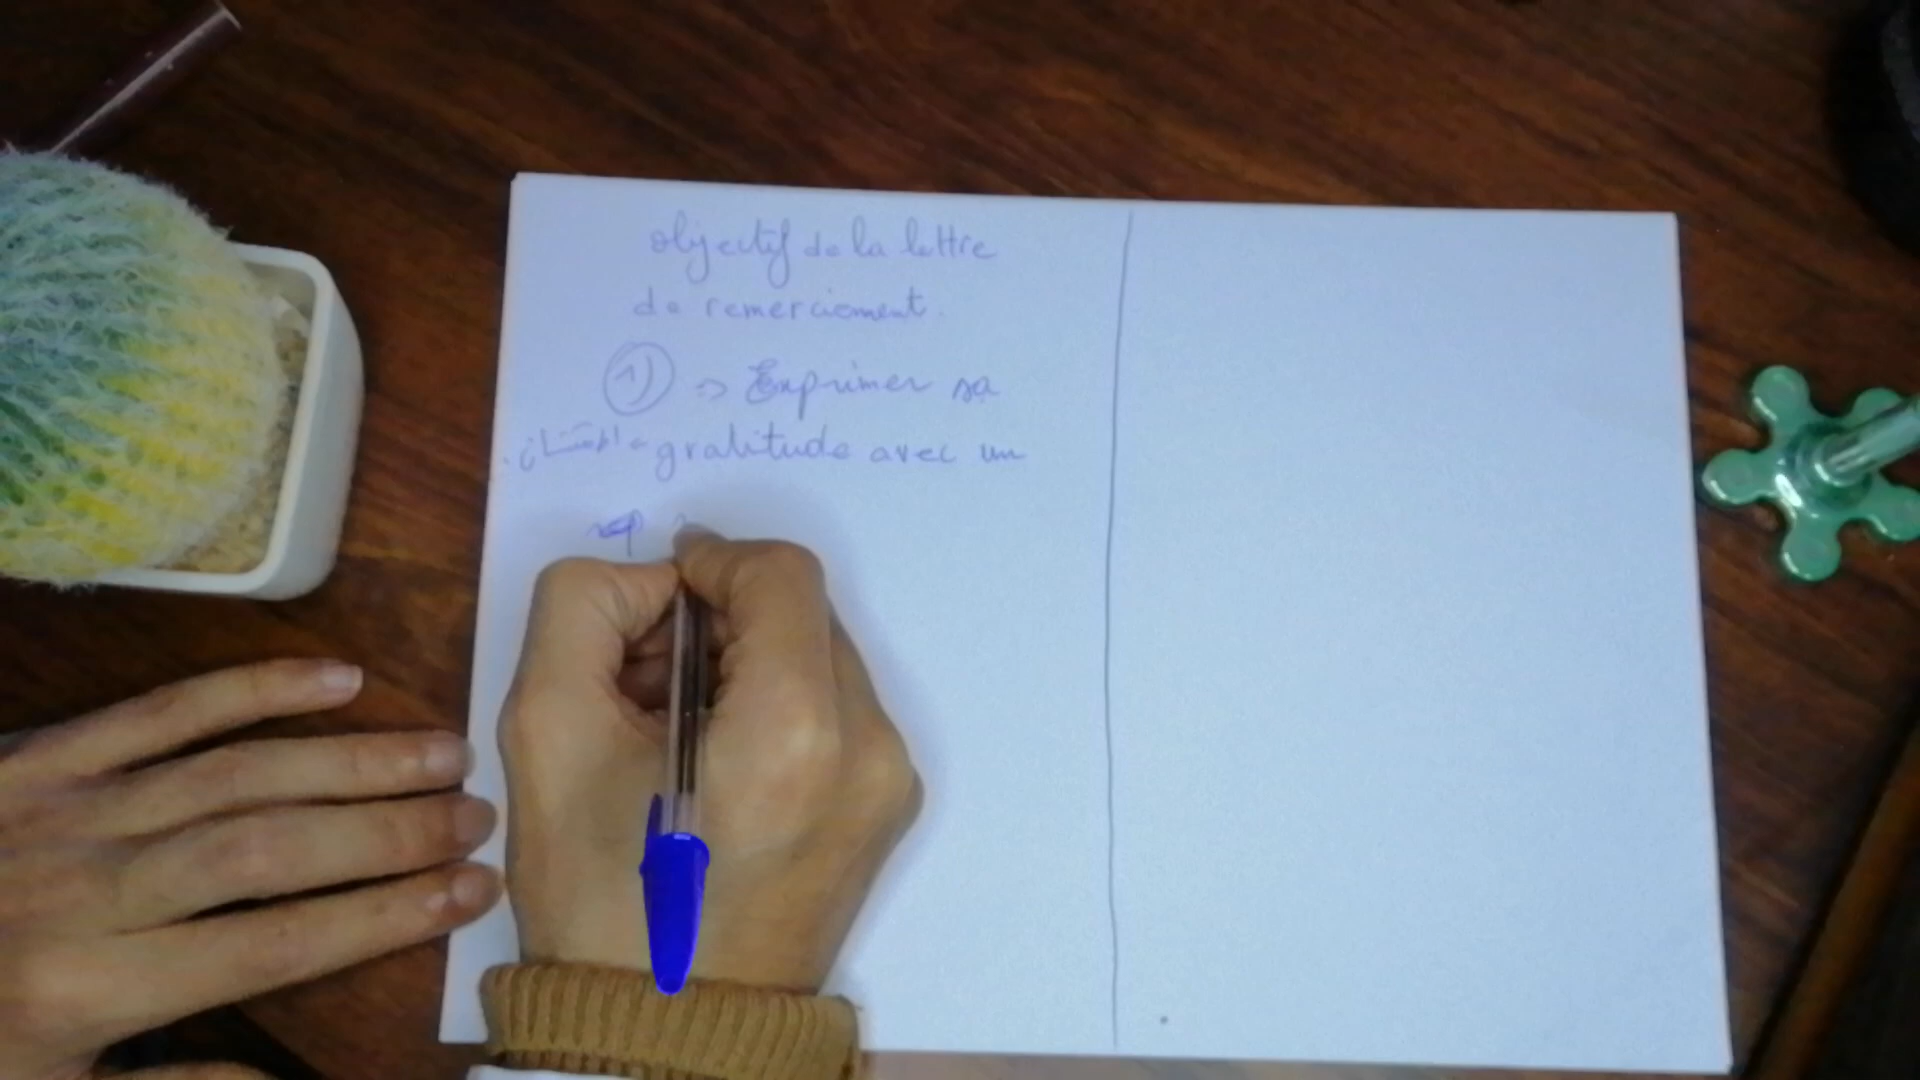 objectif de la lettre
de remerciement.
1) => Exprimer sa
gratitude avec un